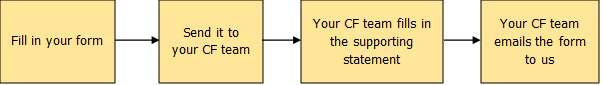 Fill in your form
Send it to
your CF team
Your CF team fills in
the supporting
statement
Your CF team
emails the form
to us